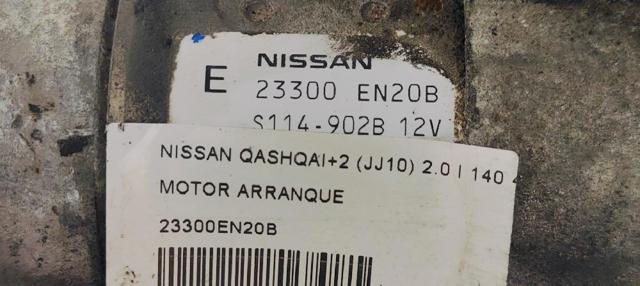 NISSAN
E 23300 EN20B
S114-902B 12V
NISSAN QASHQAI+2 (JJ10) 2.0 I 140
MOTOR ARRANQUE
23300EN20B